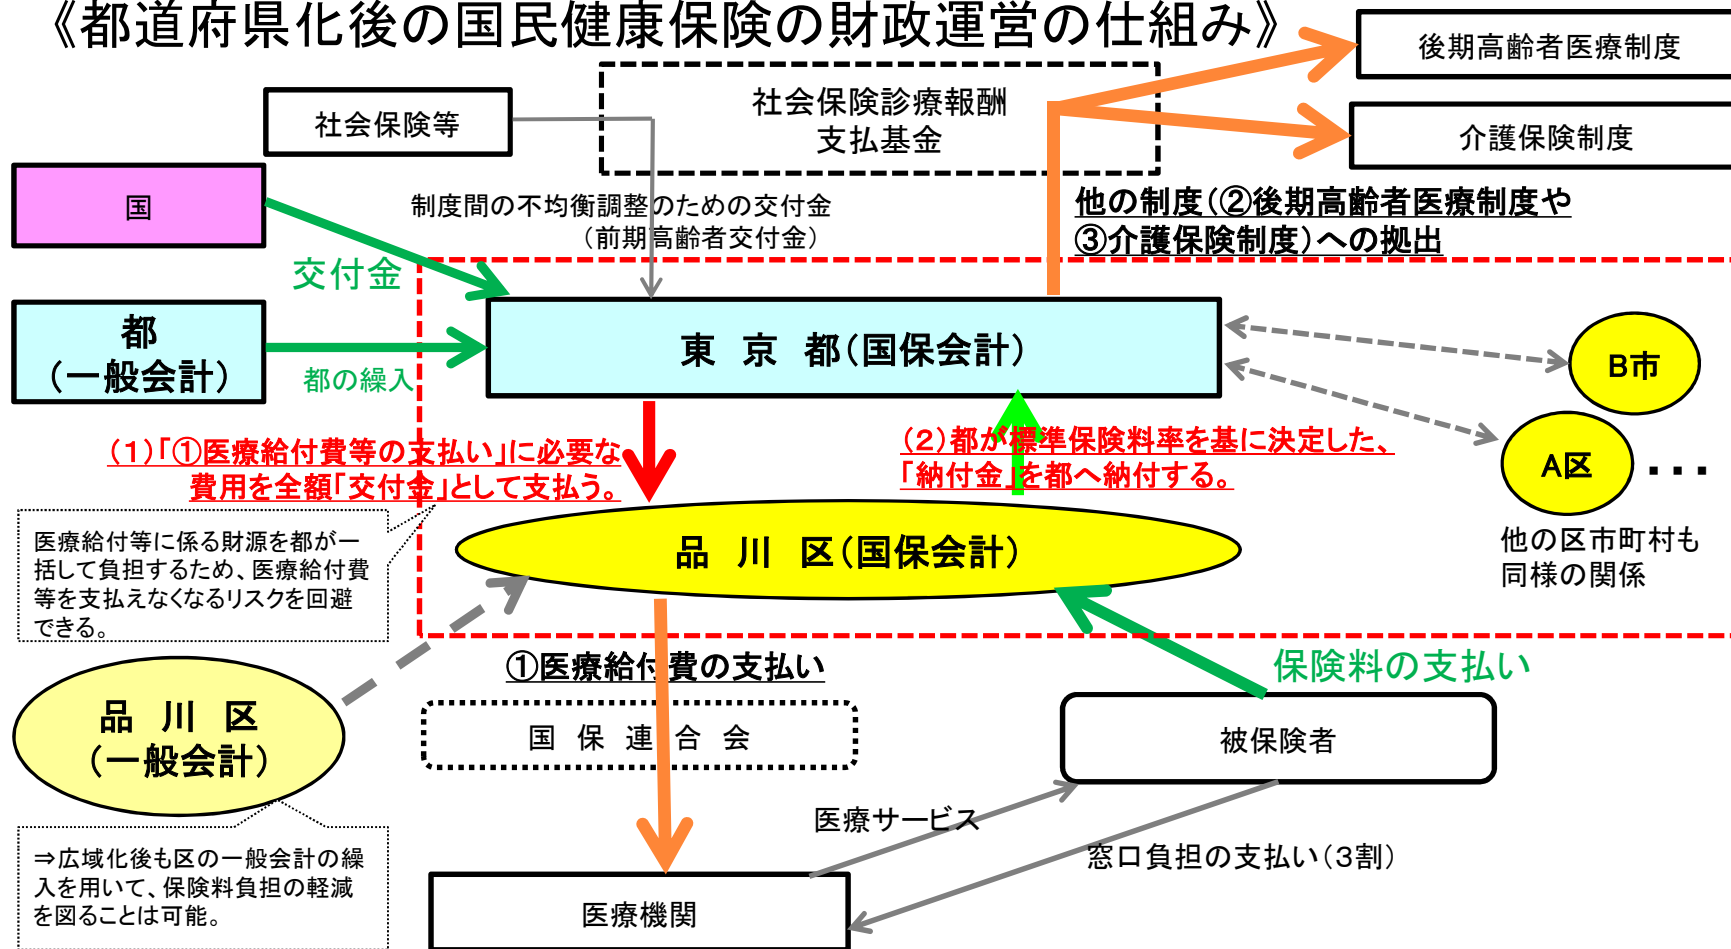 《都道府県化後の国民健康保険の財政運営の仕組み》
後期高齢者医療制度
社会保険等
社会保険診療報酬
支払基金
介護保険制度
国
制度間の不均衡調整のための交付金
（前期高齢者交付金）
他の制度（②後期高齢者医療制度や
③介護保険制度）への拠出
交付金
都
（一般会計）
都の繰入
東　京　都（国保会計）
B市
A区
・・・
他の区市町村も
同様の関係
（１）「①医療給付費等の支払い」に必要な
費用を全額「交付金」として支払う。
（２）都が標準保険料率を基に決定した、
「納付金」を都へ納付する。
医療給付等に係る財源を都が一
括して負担するため、医療給付費
等を支払えなくなるリスクを回避
できる。
品　川　区（国保会計）
①医療給付費の支払い
保険料の支払い
品　川　区
（一般会計）
国　保　連　合　会
被保険者
医療サービス
窓口負担の支払い（３割）
⇒広域化後も区の一般会計の繰
入を用いて、保険料負担の軽減
を図ることは可能。
医療機関